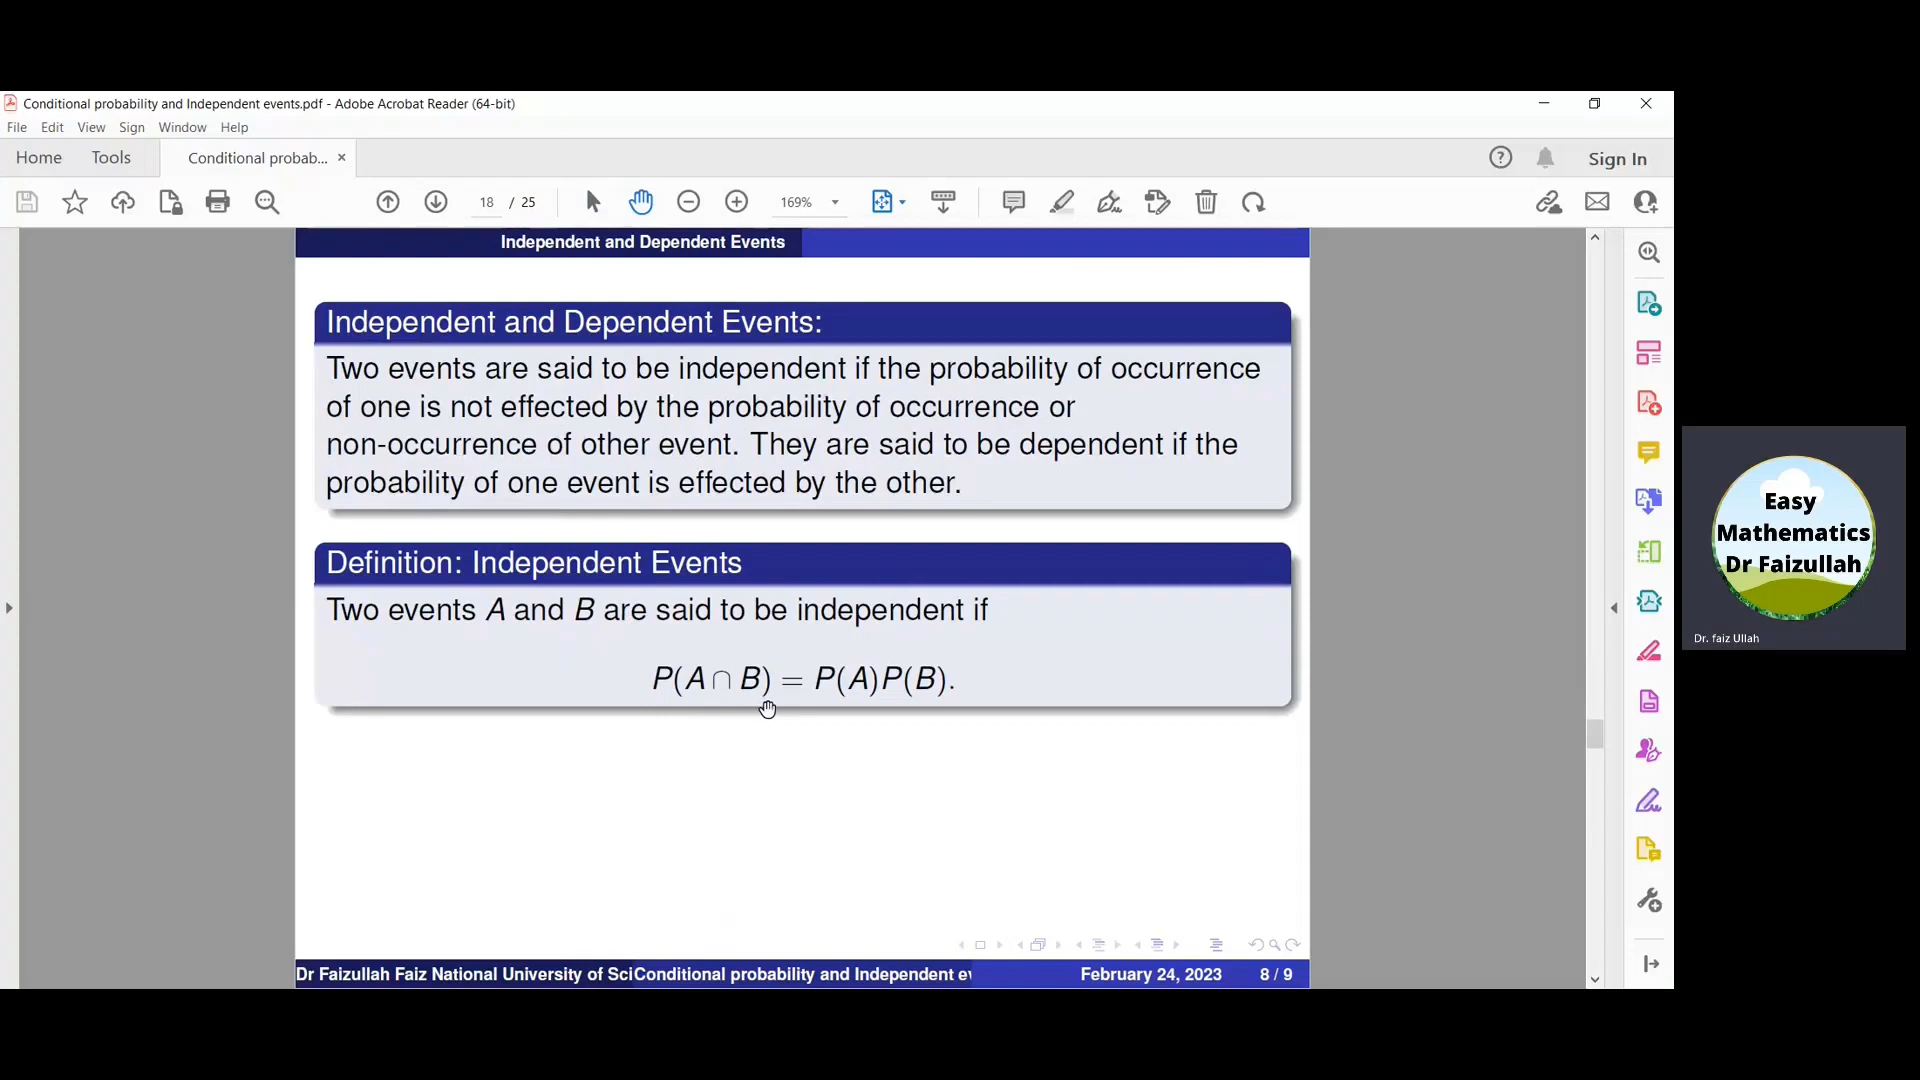 Conditional probability and Independent events.pdf - Adobe Acrobat Reader (64-bit)
File Edit View Sign Window Help
Home Tools Conditional probab... × Sign In
18 / 25 169%
Independent and Dependent Events
Independent and Dependent Events:
Two events are said to be independent if the probability of occurrence
of one is not effected by the probability of occurrence or
non-occurrence of other event. They are said to be dependent if the
probability of one event is effected by the other.
Definition: Independent Events
Two events A and B are said to be independent if
P(A ∩ B) = P(A)P(B).
Easy
Mathematics
Dr Faizullah
Dr. faiz Ullah
Dr Faizullah Faiz National University of Sci Conditional probability and Independent ev February 24, 2023 8 / 9